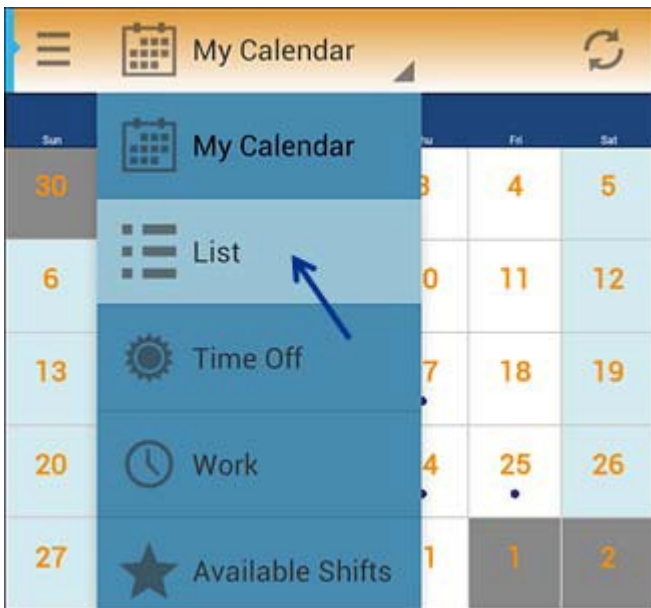 My Calendar
Sun My Calendar Fri Sat
30 4 5
List
6 11 12
Time Off
13 18 19
20 Work 25 26
27 Available Shifts 1 2